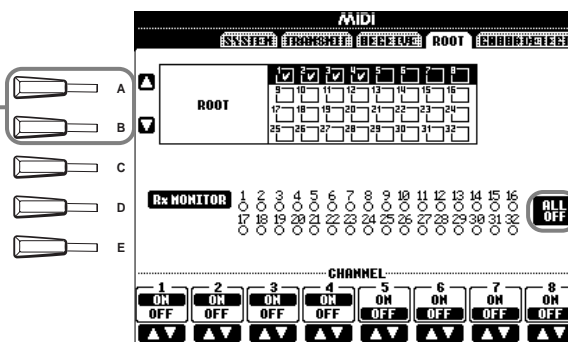 MIDI
SYSTEM TRANSMIT RECEIVE ROOT CHORD DETECT
A
B
C
D
E
ROOT
1 2 3 4 5 6 7 8
9 10 11 12 13 14 15 16
17 18 19 20 21 22 23 24
25 26 27 28 29 30 31 32
Rx MONITOR
1 2 3 4 5 6 7 8 9 10 11 12 13 14 15 16
17 18 19 20 21 22 23 24 25 26 27 28 29 30 31 32
ALL
OFF
CHANNEL
1 2 3 4 5 6 7 8
ON ON ON ON ON ON ON ON
OFF OFF OFF OFF OFF OFF OFF OFF